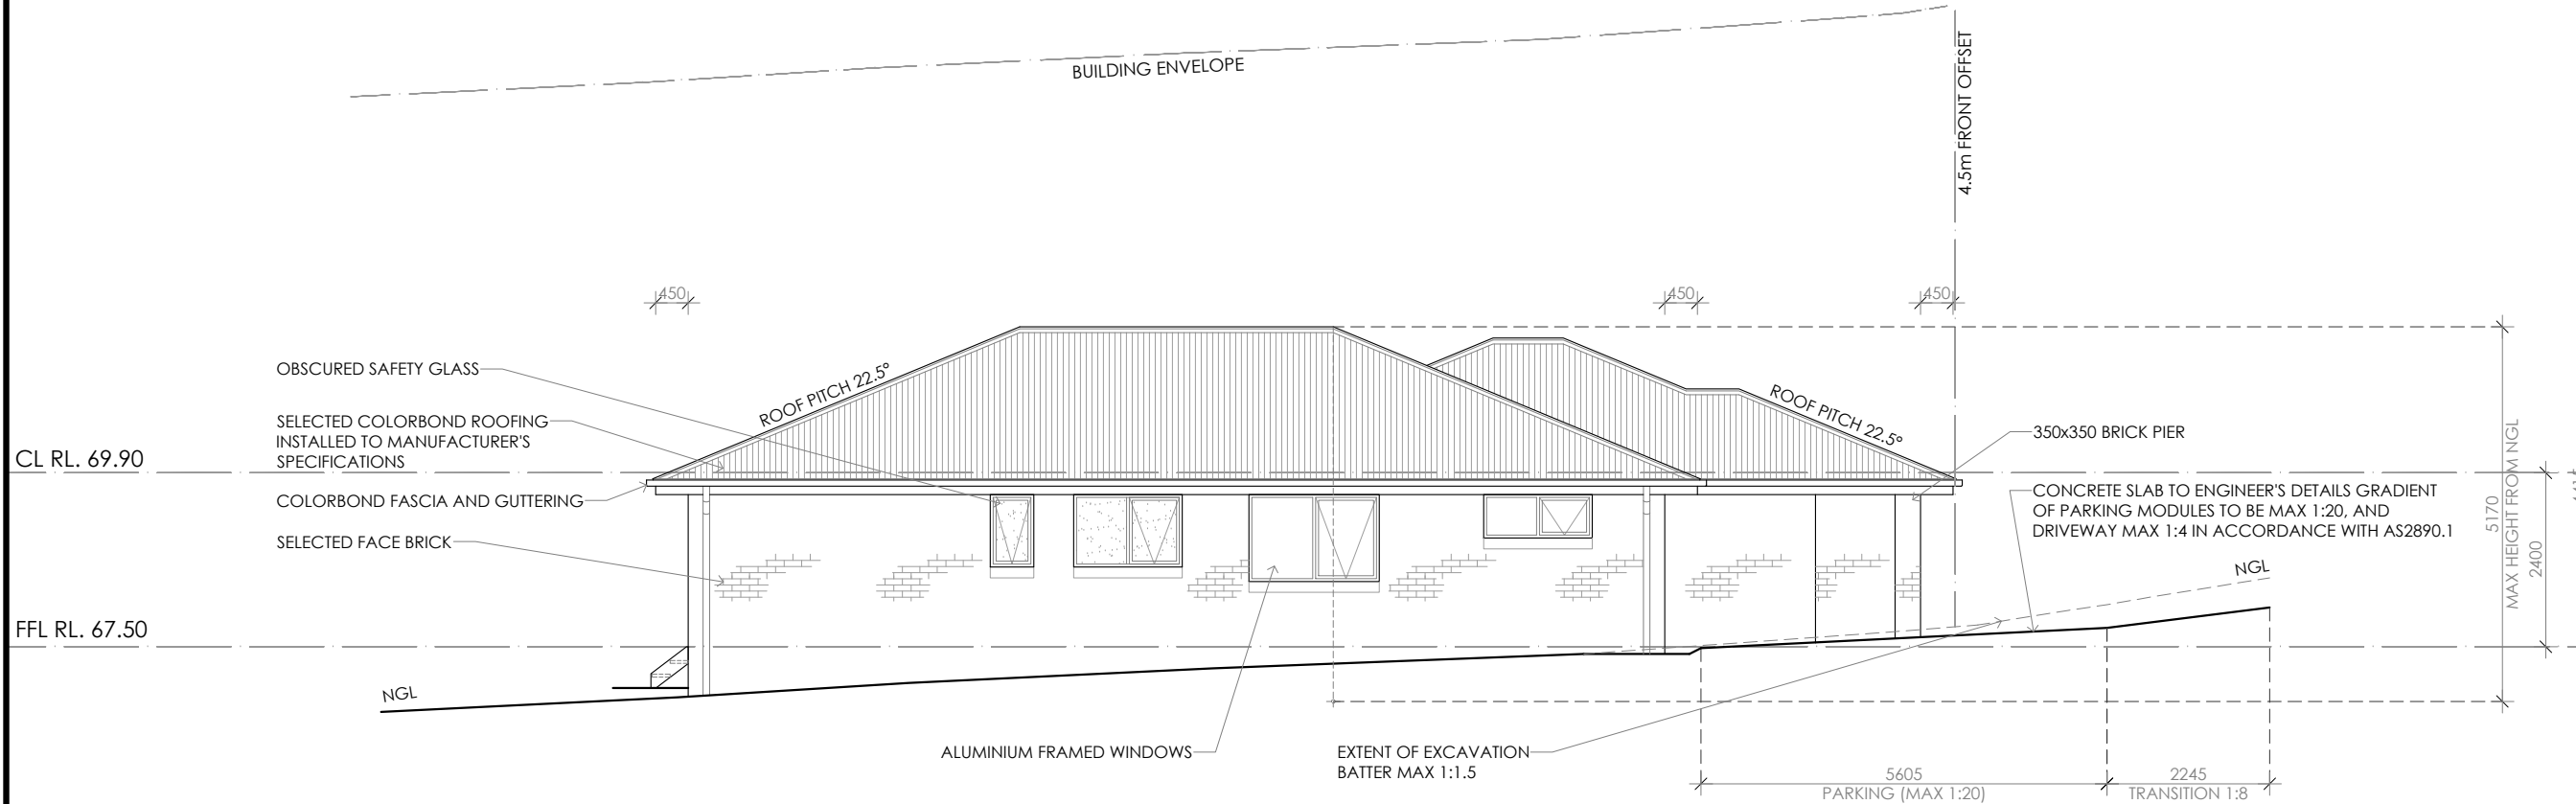 BUILDING ENVELOPE
4.5m FRONT OFFSET
450
450
450
OBSCURED SAFETY GLASS
ROOF PITCH 22.5°
ROOF PITCH 22.5°
SELECTED COLORBOND ROOFING
INSTALLED TO MANUFACTURER'S
SPECIFICATIONS
350x350 BRICK PIER
CL RL. 69.90
COLORBOND FASCIA AND GUTTERING
CONCRETE SLAB TO ENGINEER'S DETAILS GRADIENT
OF PARKING MODULES TO BE MAX 1:20, AND
DRIVEWAY MAX 1:4 IN ACCORDANCE WITH AS2890.1
5170
MAX HEIGHT FROM NGL
2400
SELECTED FACE BRICK
NGL
FFL RL. 67.50
NGL
ALUMINIUM FRAMED WINDOWS
EXTENT OF EXCAVATION
BATTER MAX 1:1.5
5605
PARKING (MAX 1:20)
2245
TRANSITION 1:8